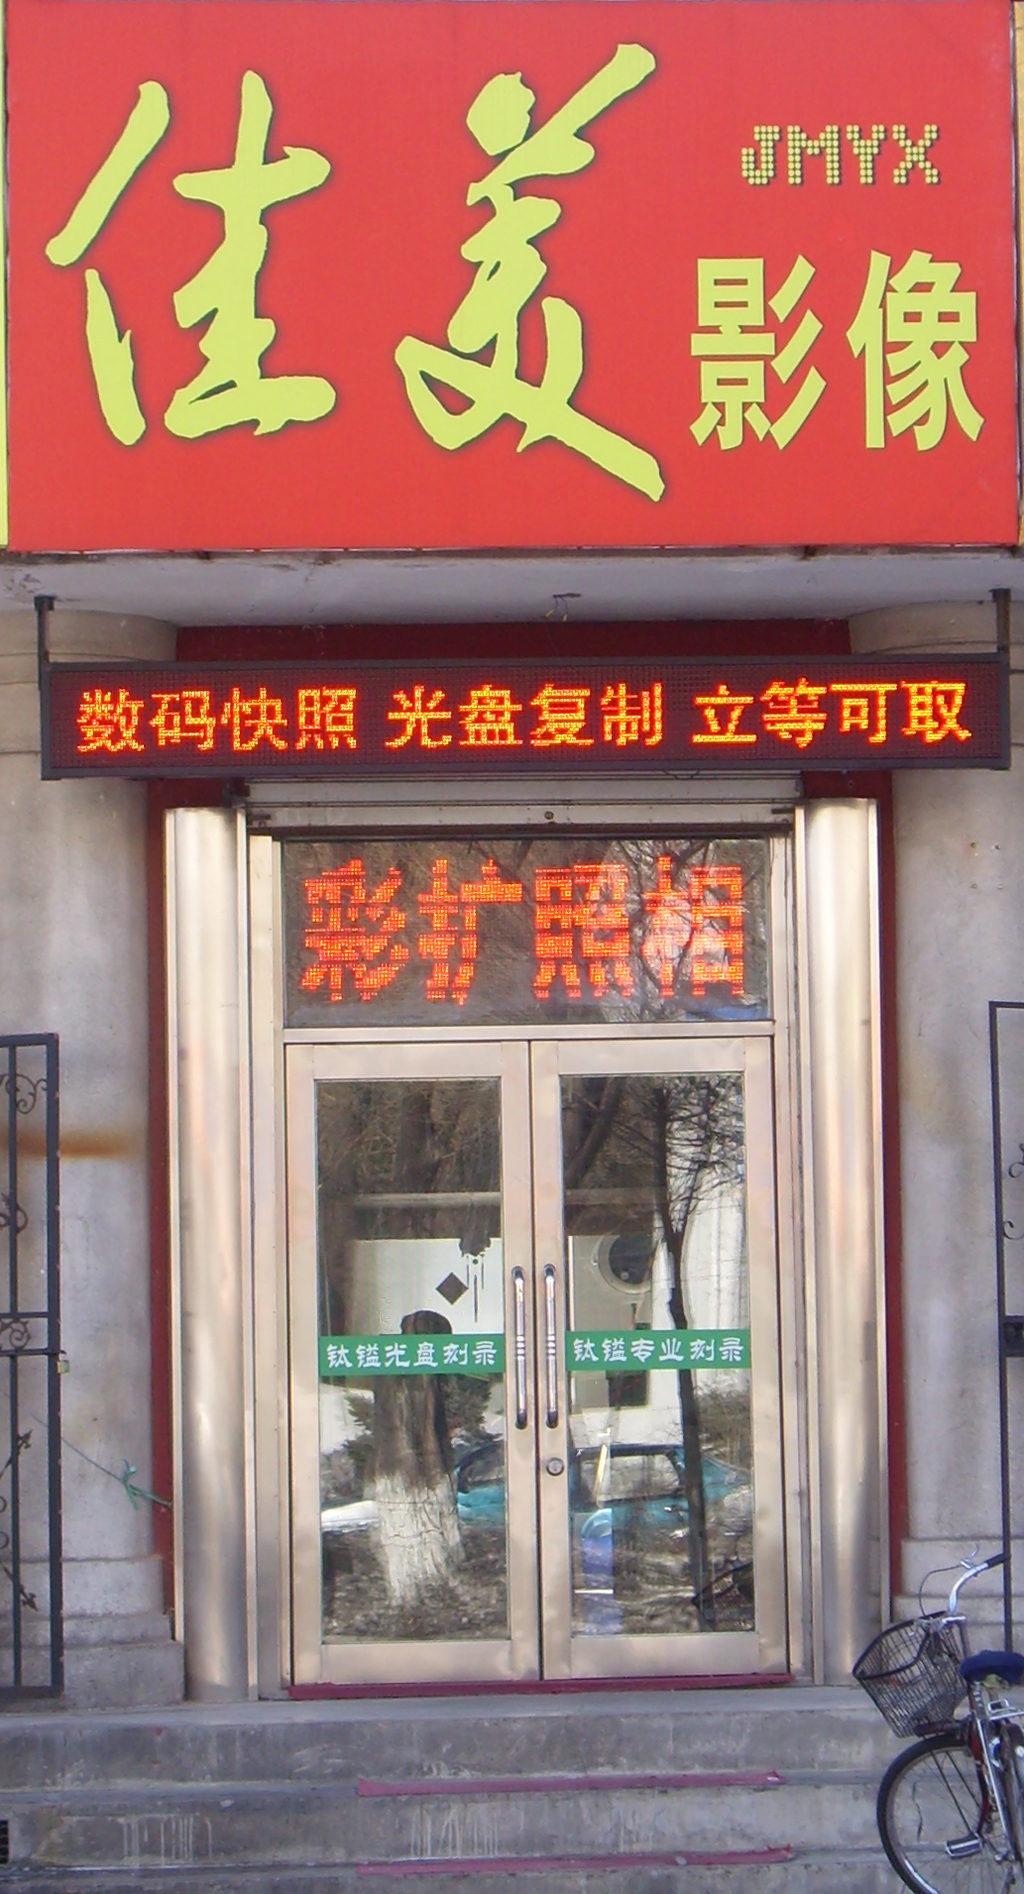 佳美
JMYX
影像
数码快照 光盘复制 立等可取
彩扩照相
钛镒光盘刻录
钛镒专业刻录